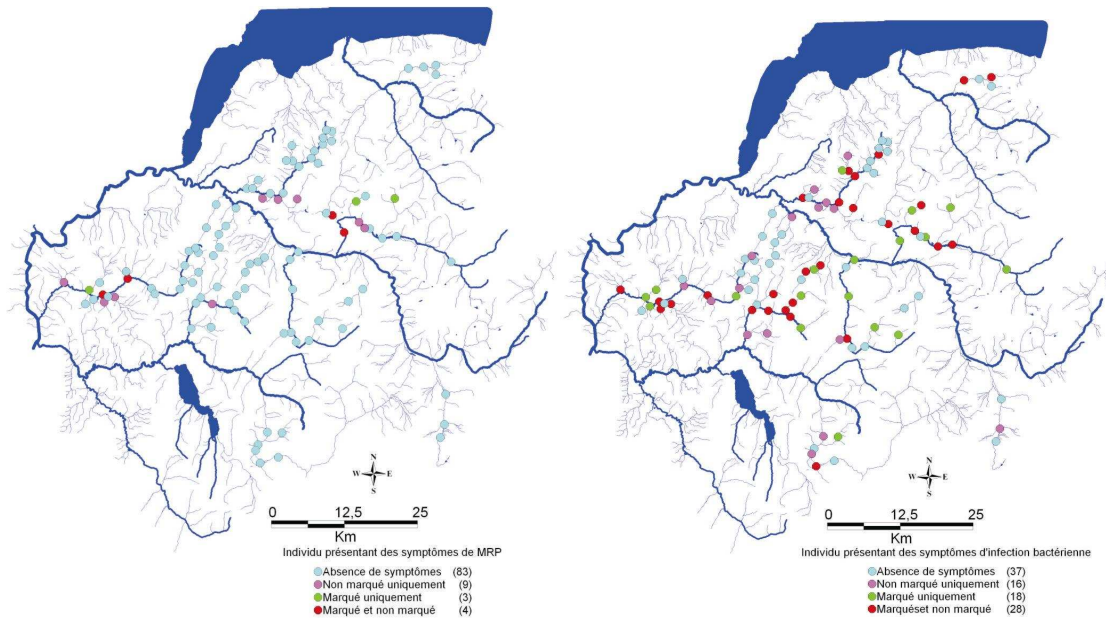 N
W E
S
0 12,5 25
Km
Individu présentant des symptômes de MRP
Absence de symptômes (83)
Non marqué uniquement (9)
Marqué uniquement (3)
Marqué et non marqué (4)
N
W E
S
0 12,5 25
Km
Individu présentant des symptômes d'infection bactérienne
Absence de symptômes (37)
Non marqué uniquement (16)
Marqué uniquement (18)
Marquéset non marqué (28)